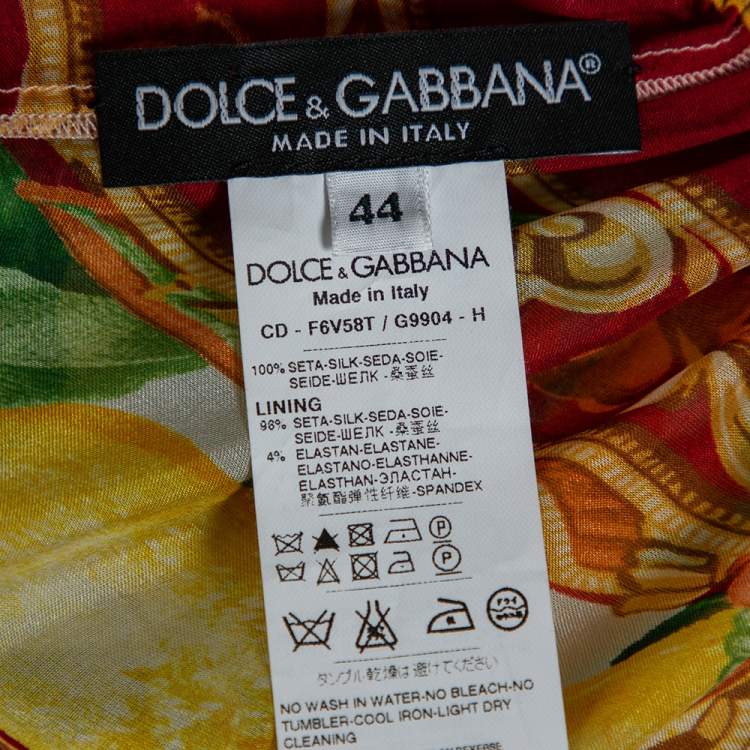 DOLCE & GABBANA®
MADE IN ITALY
44
DOLCE & GABBANA
Made in Italy
CD - F6V58T / G9904 - H
100% SETA-SILK-SEDA-SOIE-
SEIDE-ШЕЛК -桑蚕丝
LINING
96% SETA-SILK-SEDA-SOIE-
SEIDE-ШЕЛК -桑蚕丝
4% ELASTAN-ELASTANE-
ELASTANO-ELASTHANNE-
ELASTHAN-ЭЛАСТАН-
聚氨酯弹性纤维-SPANDEX
P
P
ドライ
タンブル乾燥は避けてください
NO WASH IN WATER-NO BLEACH-NO
TUMBLER-COOL IRON-LIGHT DRY
CLEANING